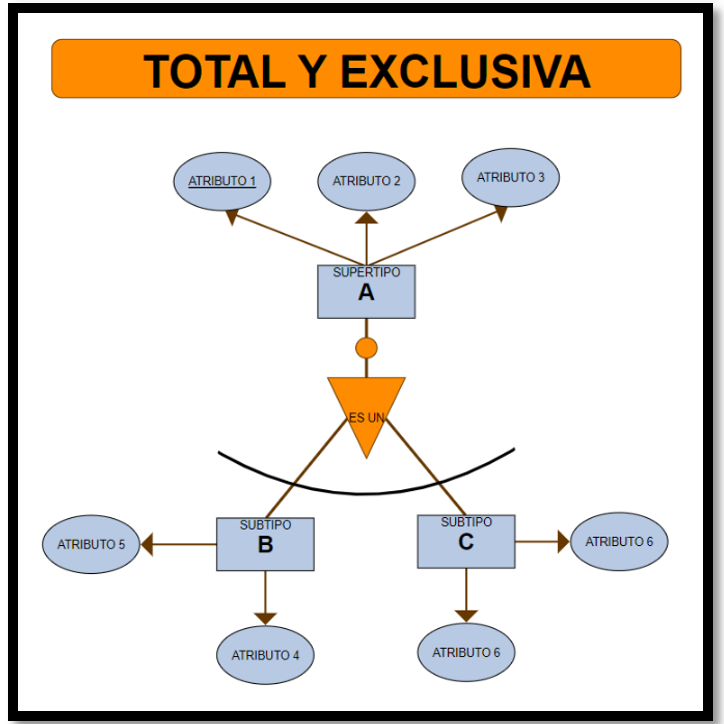 TOTAL Y EXCLUSIVA
ATRIBUTO 1
ATRIBUTO 2
ATRIBUTO 3
SUPERTIPO
A
ES UN
SUBTIPO
B
SUBTIPO
C
ATRIBUTO 5
ATRIBUTO 6
ATRIBUTO 4
ATRIBUTO 6